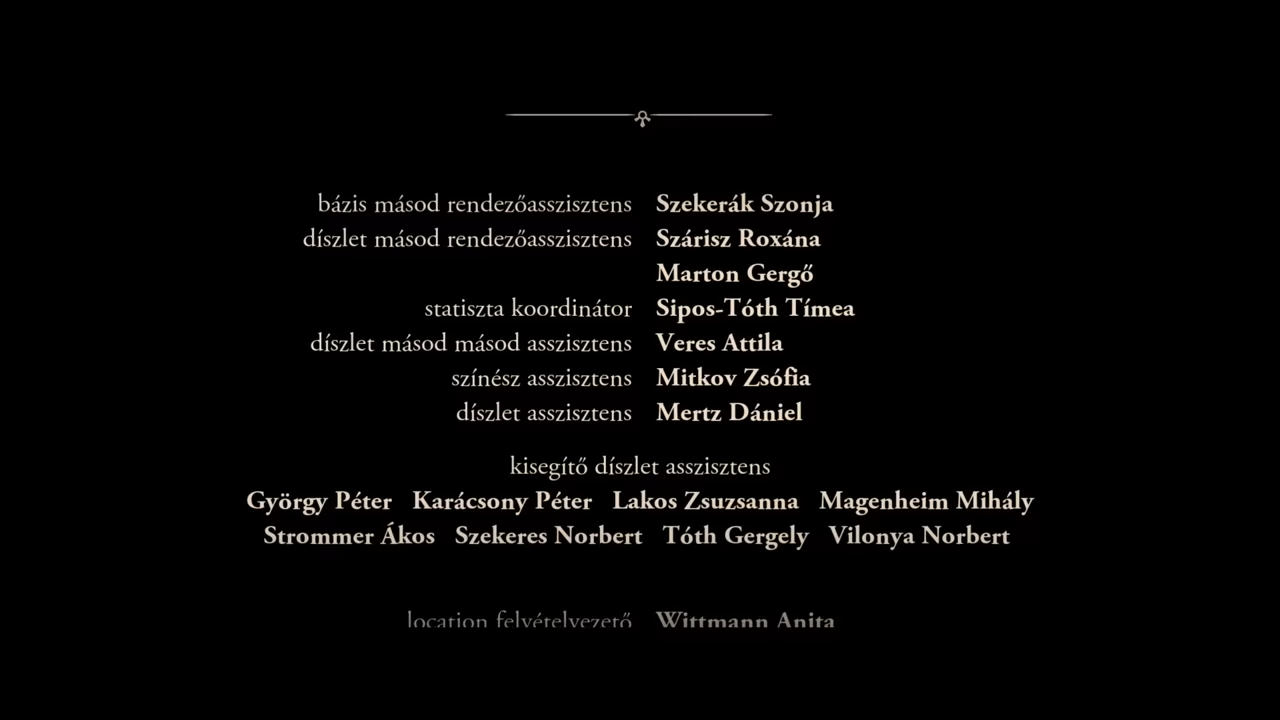 bázis másod rendezőasszisztens Szekerák Szonja
díszlet másod rendezőasszisztens Szárisz Roxána
Marton Gergő
statiszta koordinátor Sipos-Tóth Tímea
díszlet másod másod asszisztens Veres Attila
színész asszisztens Mitkov Zsófia
díszlet asszisztens Mertz Dániel
kisegítő díszlet asszisztens
György Péter Karácsony Péter Lakos Zsuzsanna Magenheim Mihály
Strommer Ákos Szekeres Norbert Tóth Gergely Vilonya Norbert
location felvételvezető Wittmann Anita